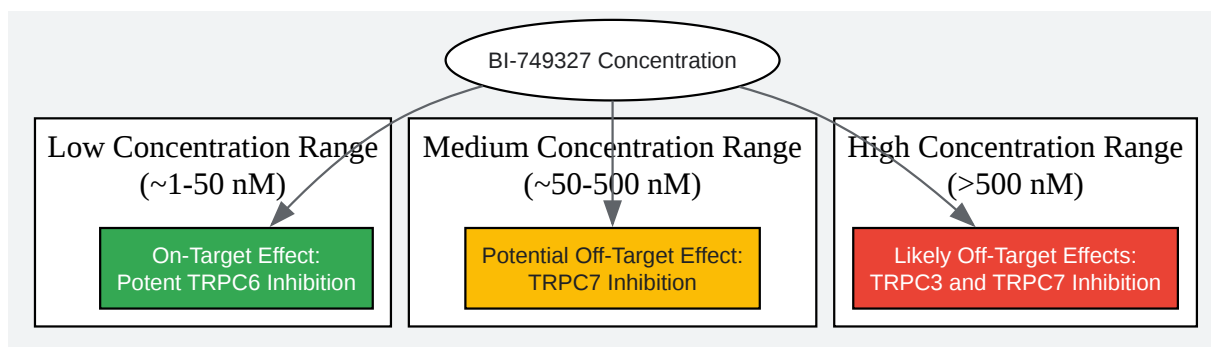 BI-749327 Concentration
Low Concentration Range
(~1-50 nM)
On-Target Effect:
Potent TRPC6 Inhibition
Medium Concentration Range
(~50-500 nM)
Potential Off-Target Effect:
TRPC7 Inhibition
High Concentration Range
(>500 nM)
Likely Off-Target Effects:
TRPC3 and TRPC7 Inhibition